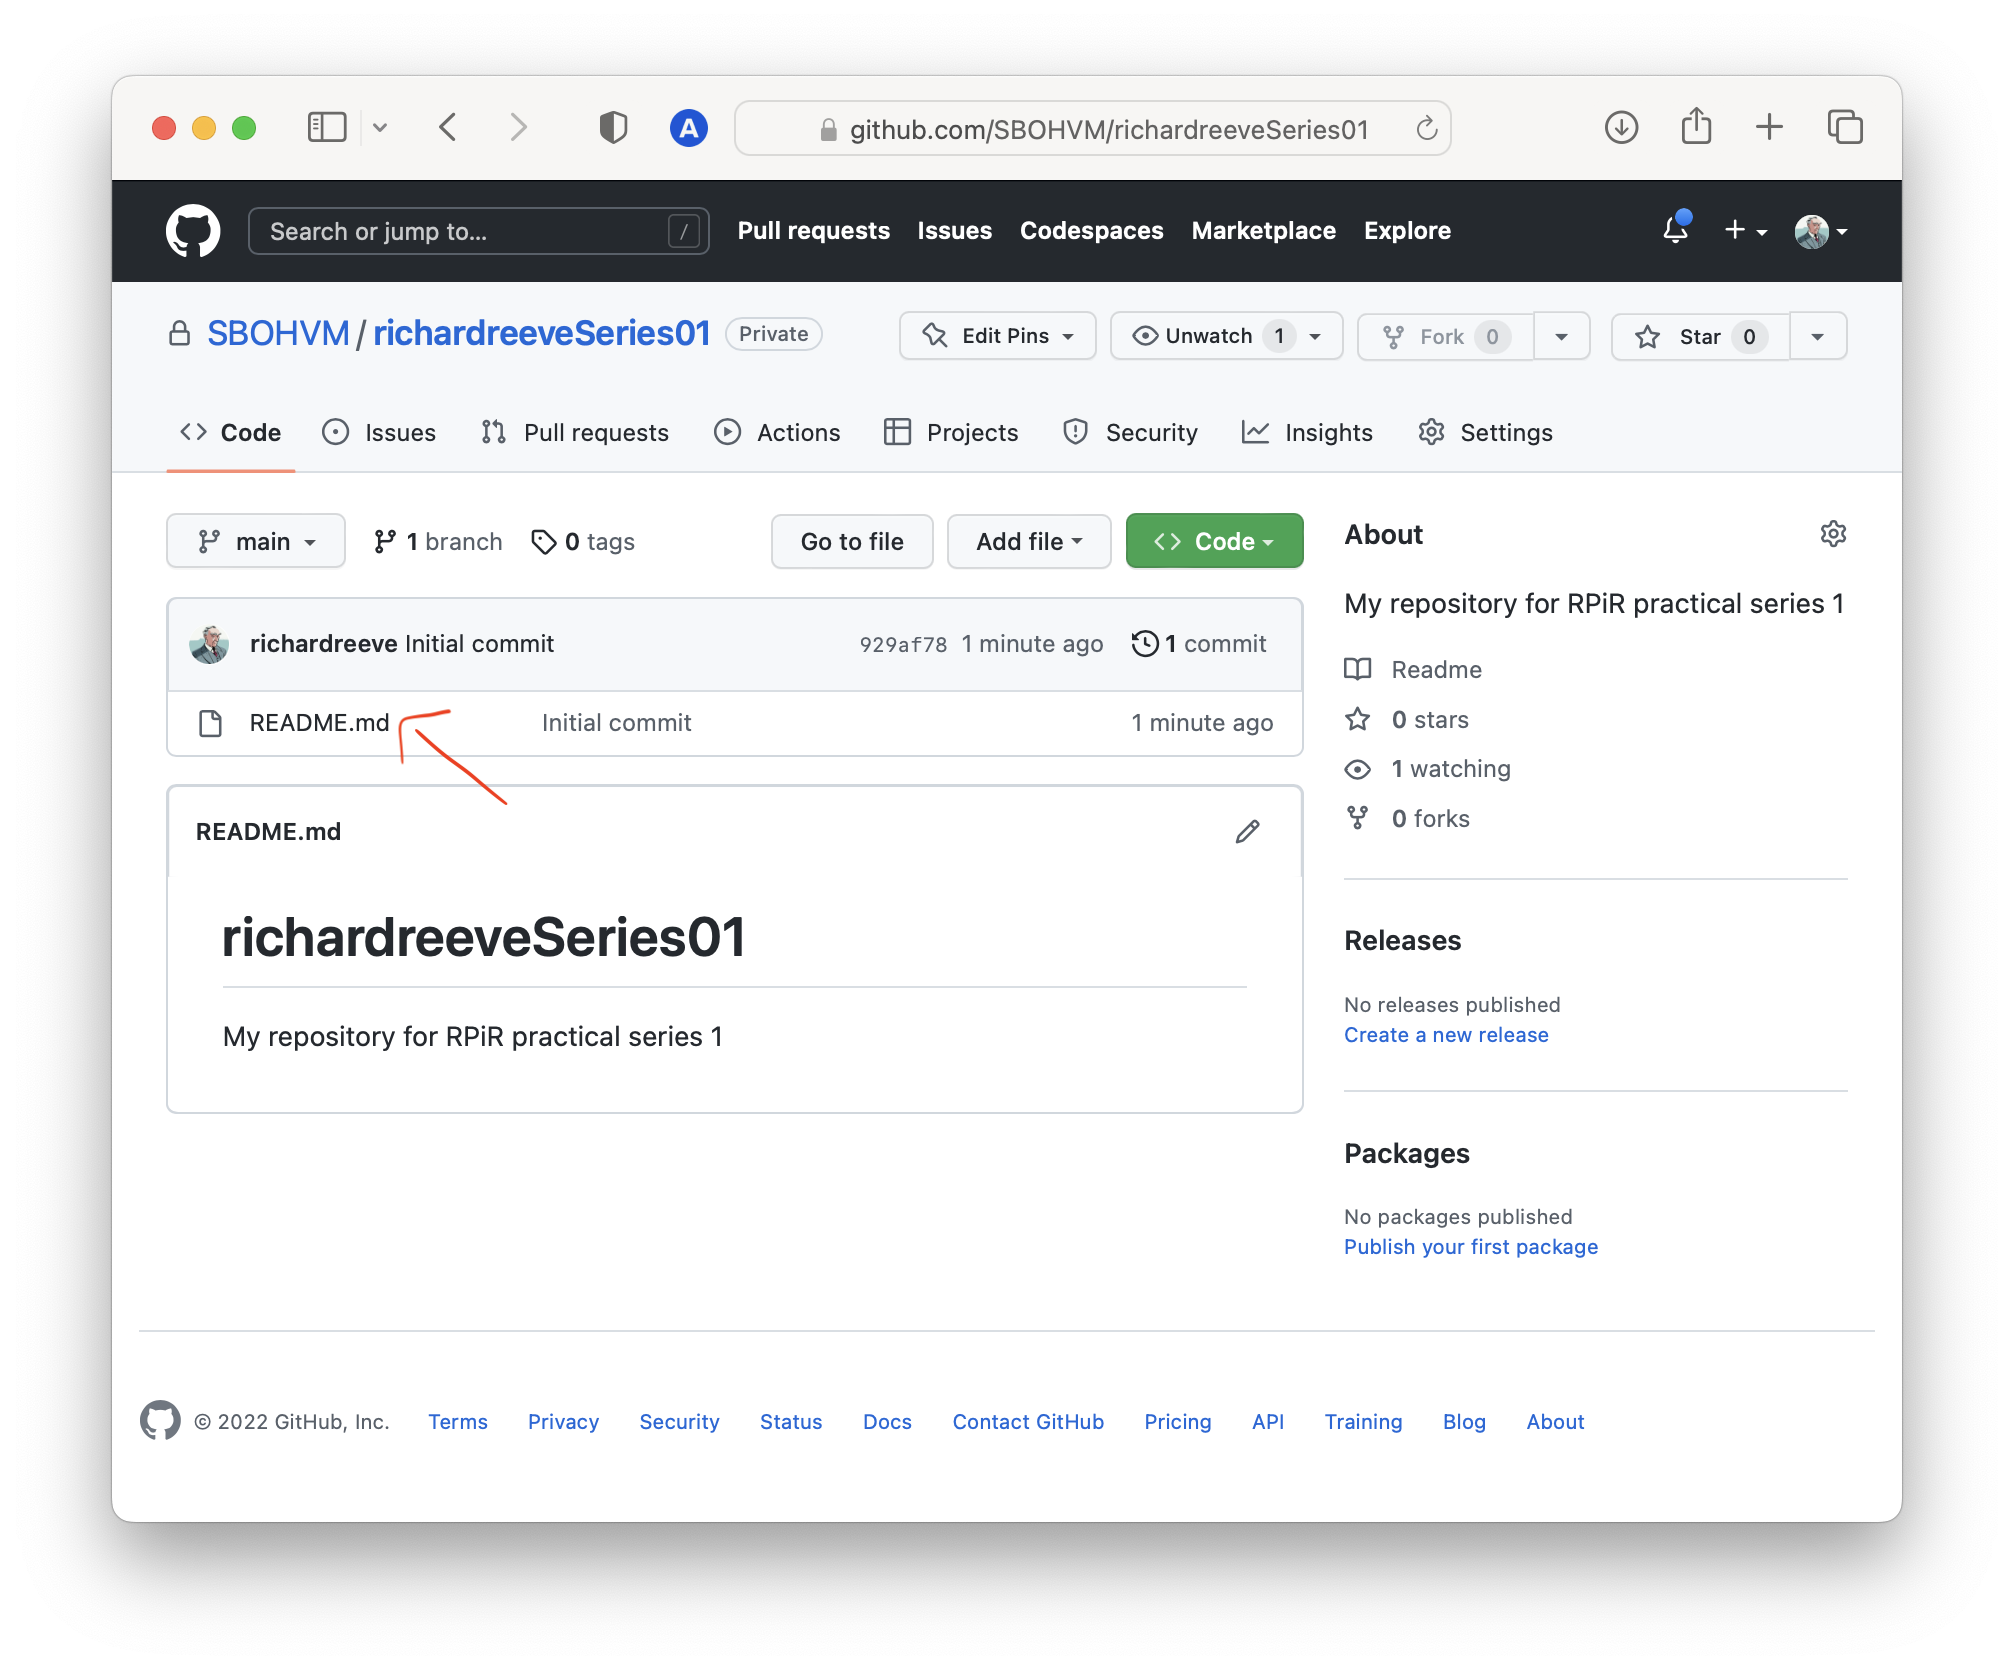 A github.com/SBOHVM/richardreeveSeries01
Search or jump to... / Pull requests Issues Codespaces Marketplace Explore
SBOHVM / richardreeveSeries01 Private Edit Pins Unwatch 1 Fork 0 Star 0
Code Issues Pull requests Actions Projects Security Insights Settings
main 1 branch 0 tags Go to file Add file Code
richardreeve Initial commit 929af78 1 minute ago 1 commit
README.md Initial commit 1 minute ago
README.md
richardreeveSeries01
My repository for RPiR practical series 1
About
My repository for RPiR practical series 1
Readme
0 stars
1 watching
0 forks
Releases
No releases published
Create a new release
Packages
No packages published
Publish your first package
© 2022 GitHub, Inc. Terms Privacy Security Status Docs Contact GitHub Pricing API Training Blog About